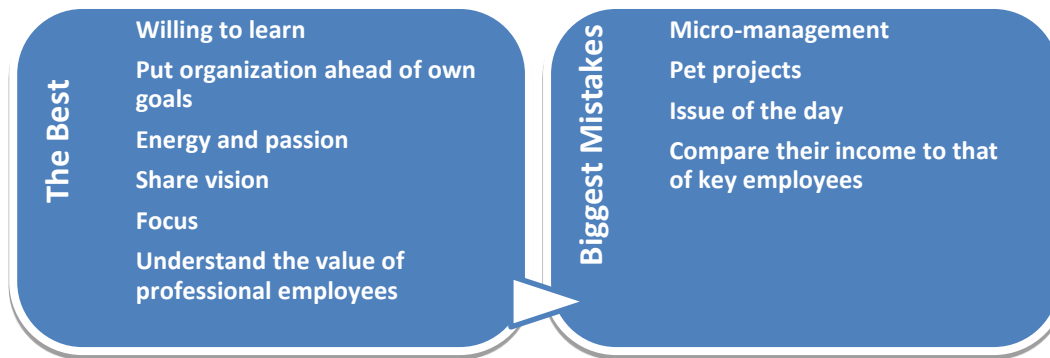 The Best
Willing to learn
Put organization ahead of own
goals
Energy and passion
Share vision
Focus
Understand the value of
professional employees
Biggest Mistakes
Micro-management
Pet projects
Issue of the day
Compare their income to that
of key employees